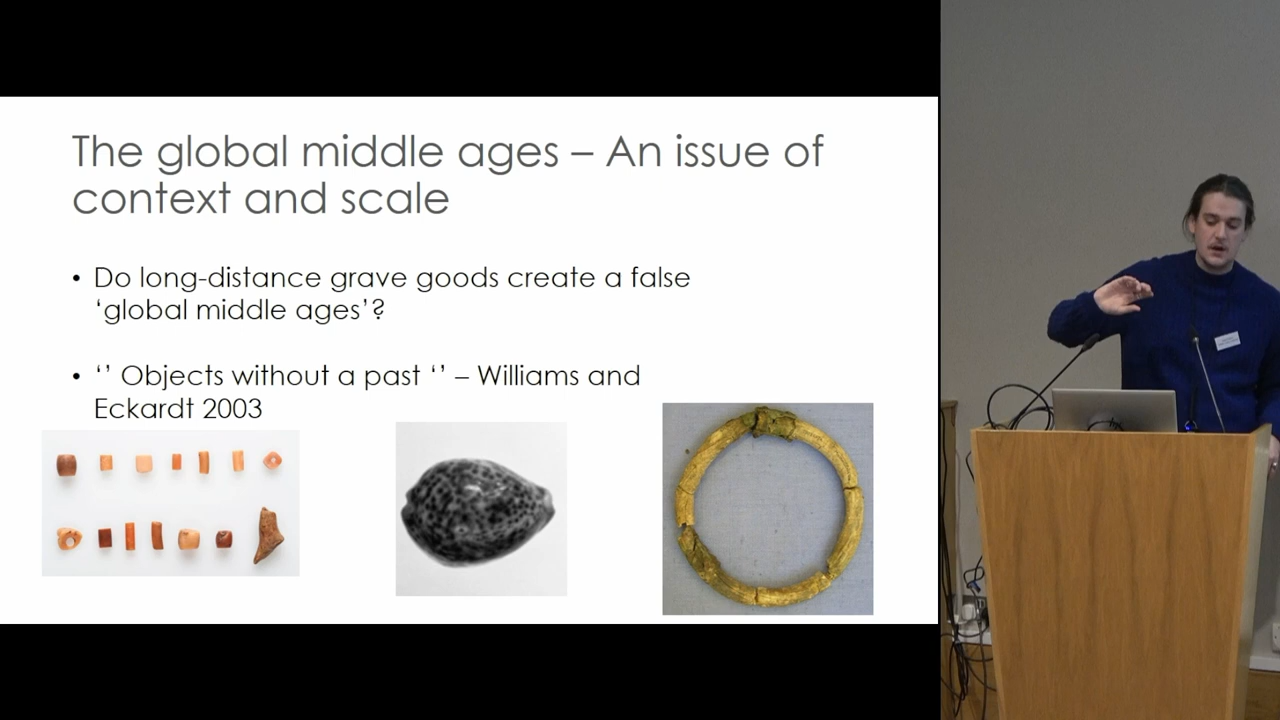 The global middle ages – An issue of
context and scale
• Do long-distance grave goods create a false
‘global middle ages’?
• ‘’ Objects without a past ‘’ – Williams and
Eckardt 2003